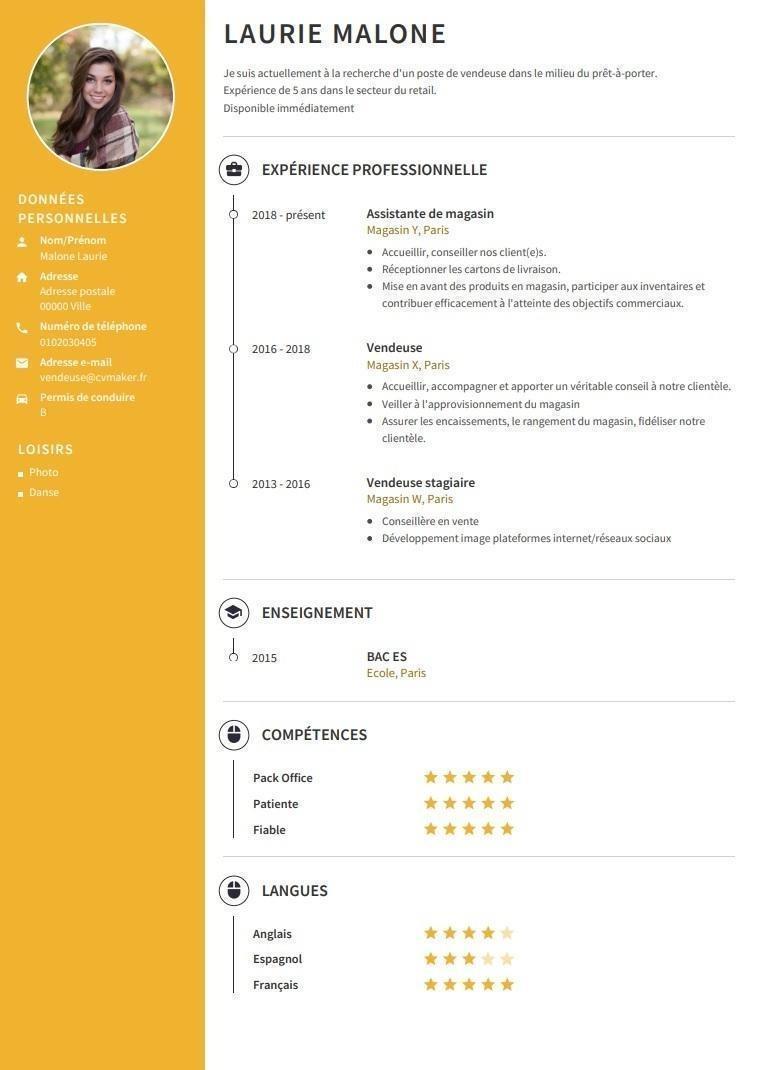 LAURIE MALONE
Je suis actuellement à la recherche d'un poste de vendeuse dans le milieu du prêt-à-porter.
Expérience de 5 ans dans le secteur du retail.
Disponible immédiatement
DONNÉES
PERSONNELLES
Nom/Prénom
Malone Laurie
Adresse
Adresse postale
00000 Ville
Numéro de téléphone
0102030405
Adresse e-mail
vendeuse@cvmaker.fr
Permis de conduire
B
LOISIRS
Photo
Danse
EXPÉRIENCE PROFESSIONNELLE
2018 - présent
Assistante de magasin
Magasin Y, Paris
Accueillir, conseiller nos client(e)s.
Réceptionner les cartons de livraison.
Mise en avant des produits en magasin, participer aux inventaires et
contribuer efficacement à l'atteinte des objectifs commerciaux.
2016 - 2018
Vendeuse
Magasin X, Paris
Accueillir, accompagner et apporter un véritable conseil à notre clientèle.
Veiller à l'approvisionnement du magasin
Assurer les encaissements, le rangement du magasin, fidéliser notre
clientèle.
2013 - 2016
Vendeuse stagiaire
Magasin W, Paris
Conseillère en vente
Développement image plateformes internet/réseaux sociaux
ENSEIGNEMENT
2015
BAC ES
Ecole, Paris
COMPÉTENCES
Pack Office
Patiente
Fiable
LANGUES
Anglais
Espagnol
Français